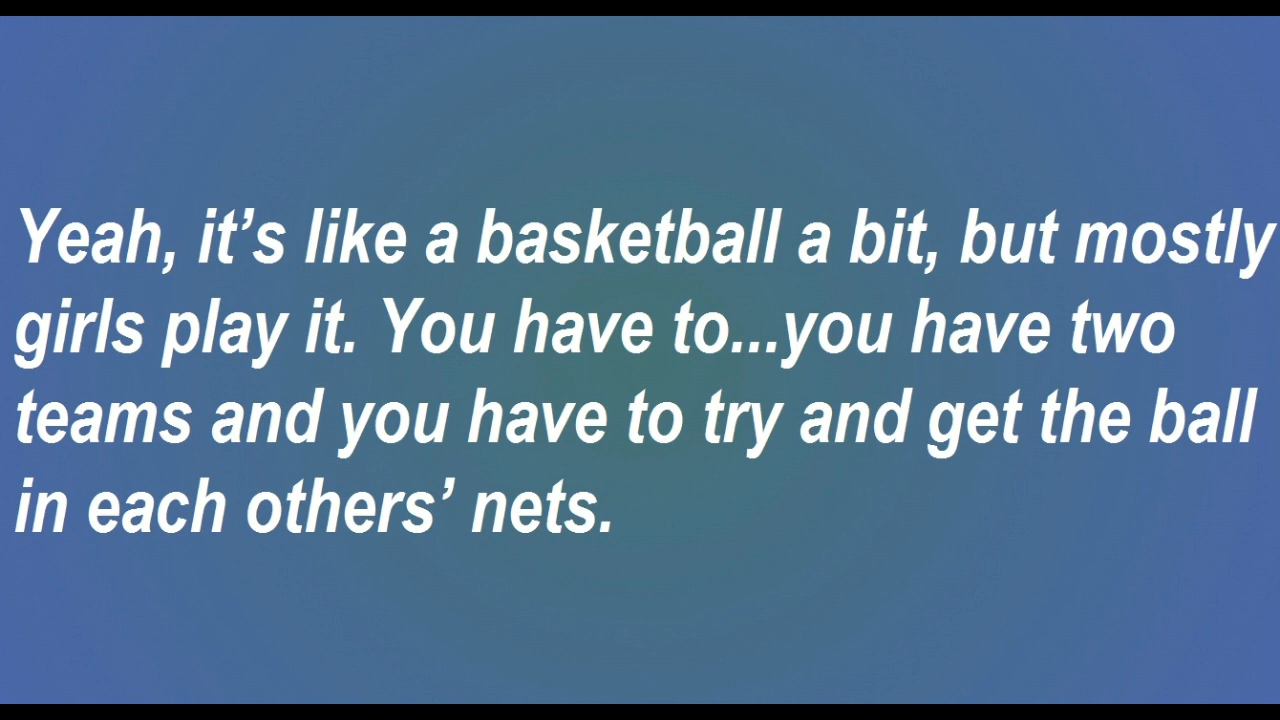 Yeah, it’s like a basketball a bit, but mostly
girls play it. You have to...you have two
teams and you have to try and get the ball
in each others’ nets.